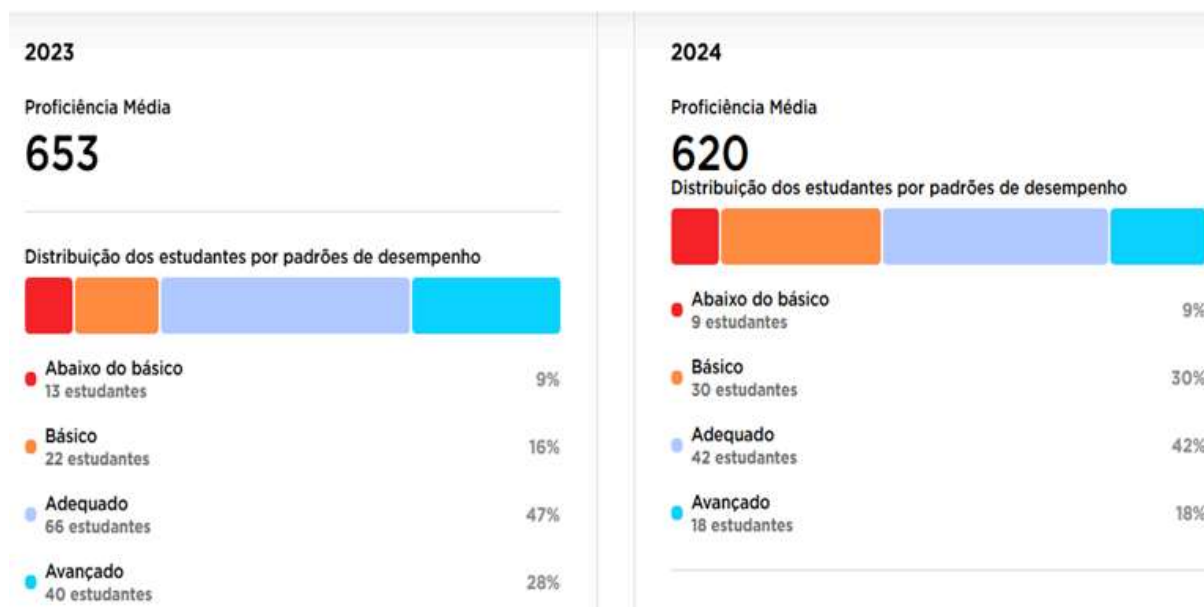 2023
Proficiência Média
653
Distribuição dos estudantes por padrões de desempenho
Abaixo do básico
13 estudantes
9%
Básico
22 estudantes
16%
Adequado
66 estudantes
47%
Avançado
40 estudantes
28%
2024
Proficiência Média
620
Distribuição dos estudantes por padrões de desempenho
Abaixo do básico
9 estudantes
9%
Básico
30 estudantes
30%
Adequado
42 estudantes
42%
Avançado
18 estudantes
18%